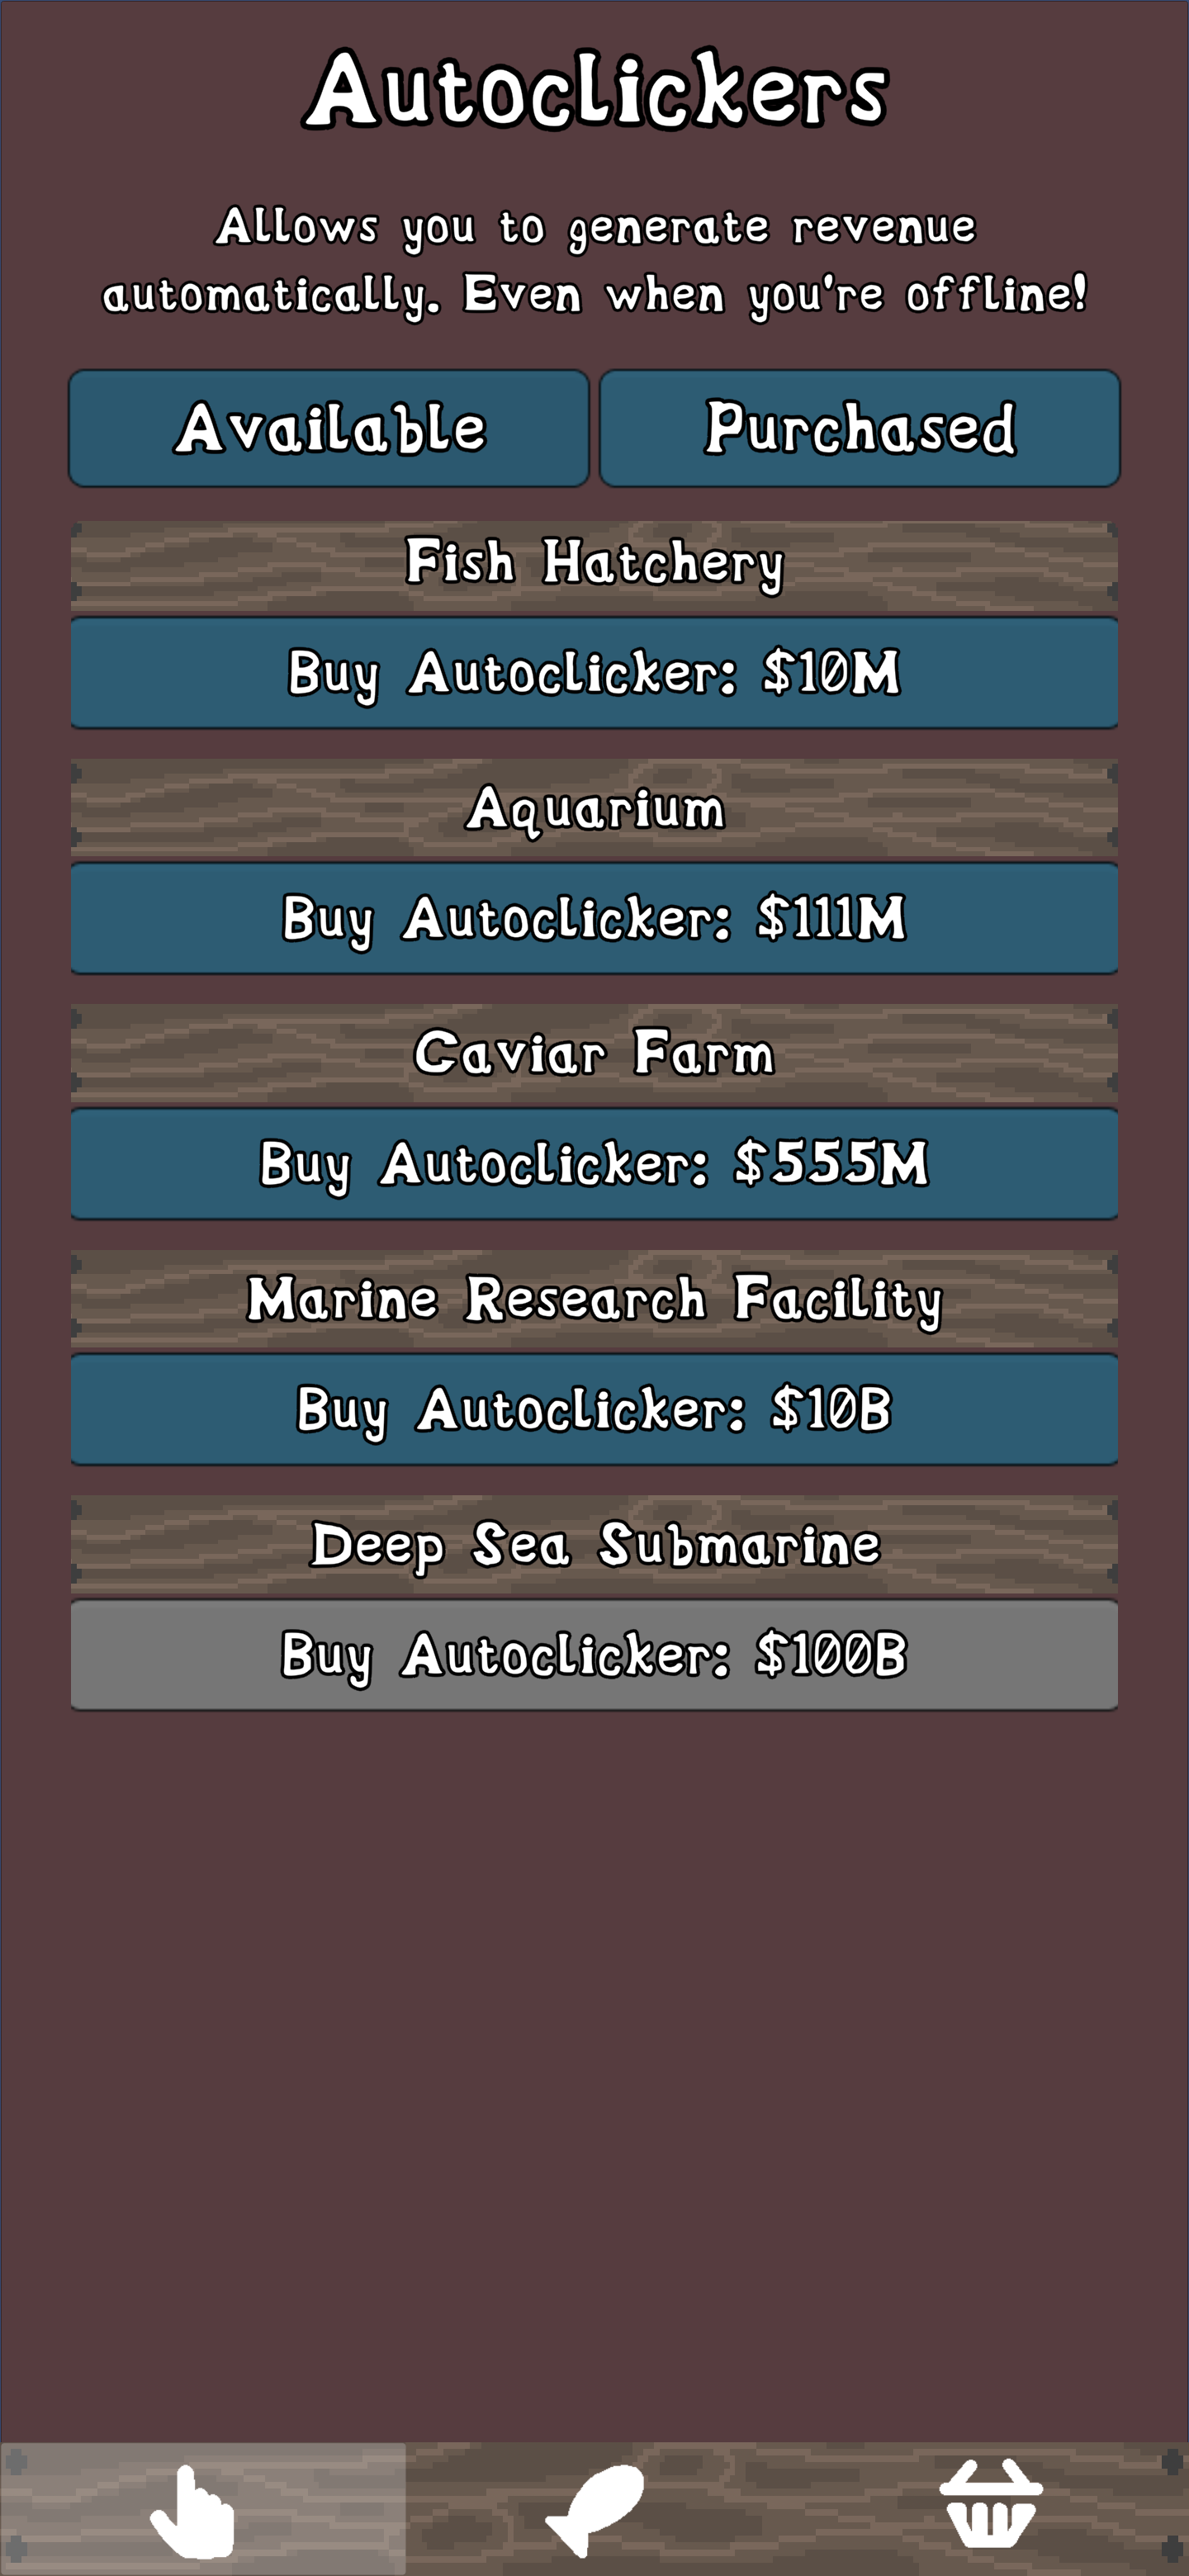 Autoclickers
Allows you to generate revenue
automatically. Even when you're offline!
Available
Purchased
Fish Hatchery
Buy Autoclicker: $10M
Aquarium
Buy Autoclicker: $111M
Caviar Farm
Buy Autoclicker: $555M
Marine Research Facility
Buy Autoclicker: $10B
Deep Sea Submarine
Buy Autoclicker: $100B